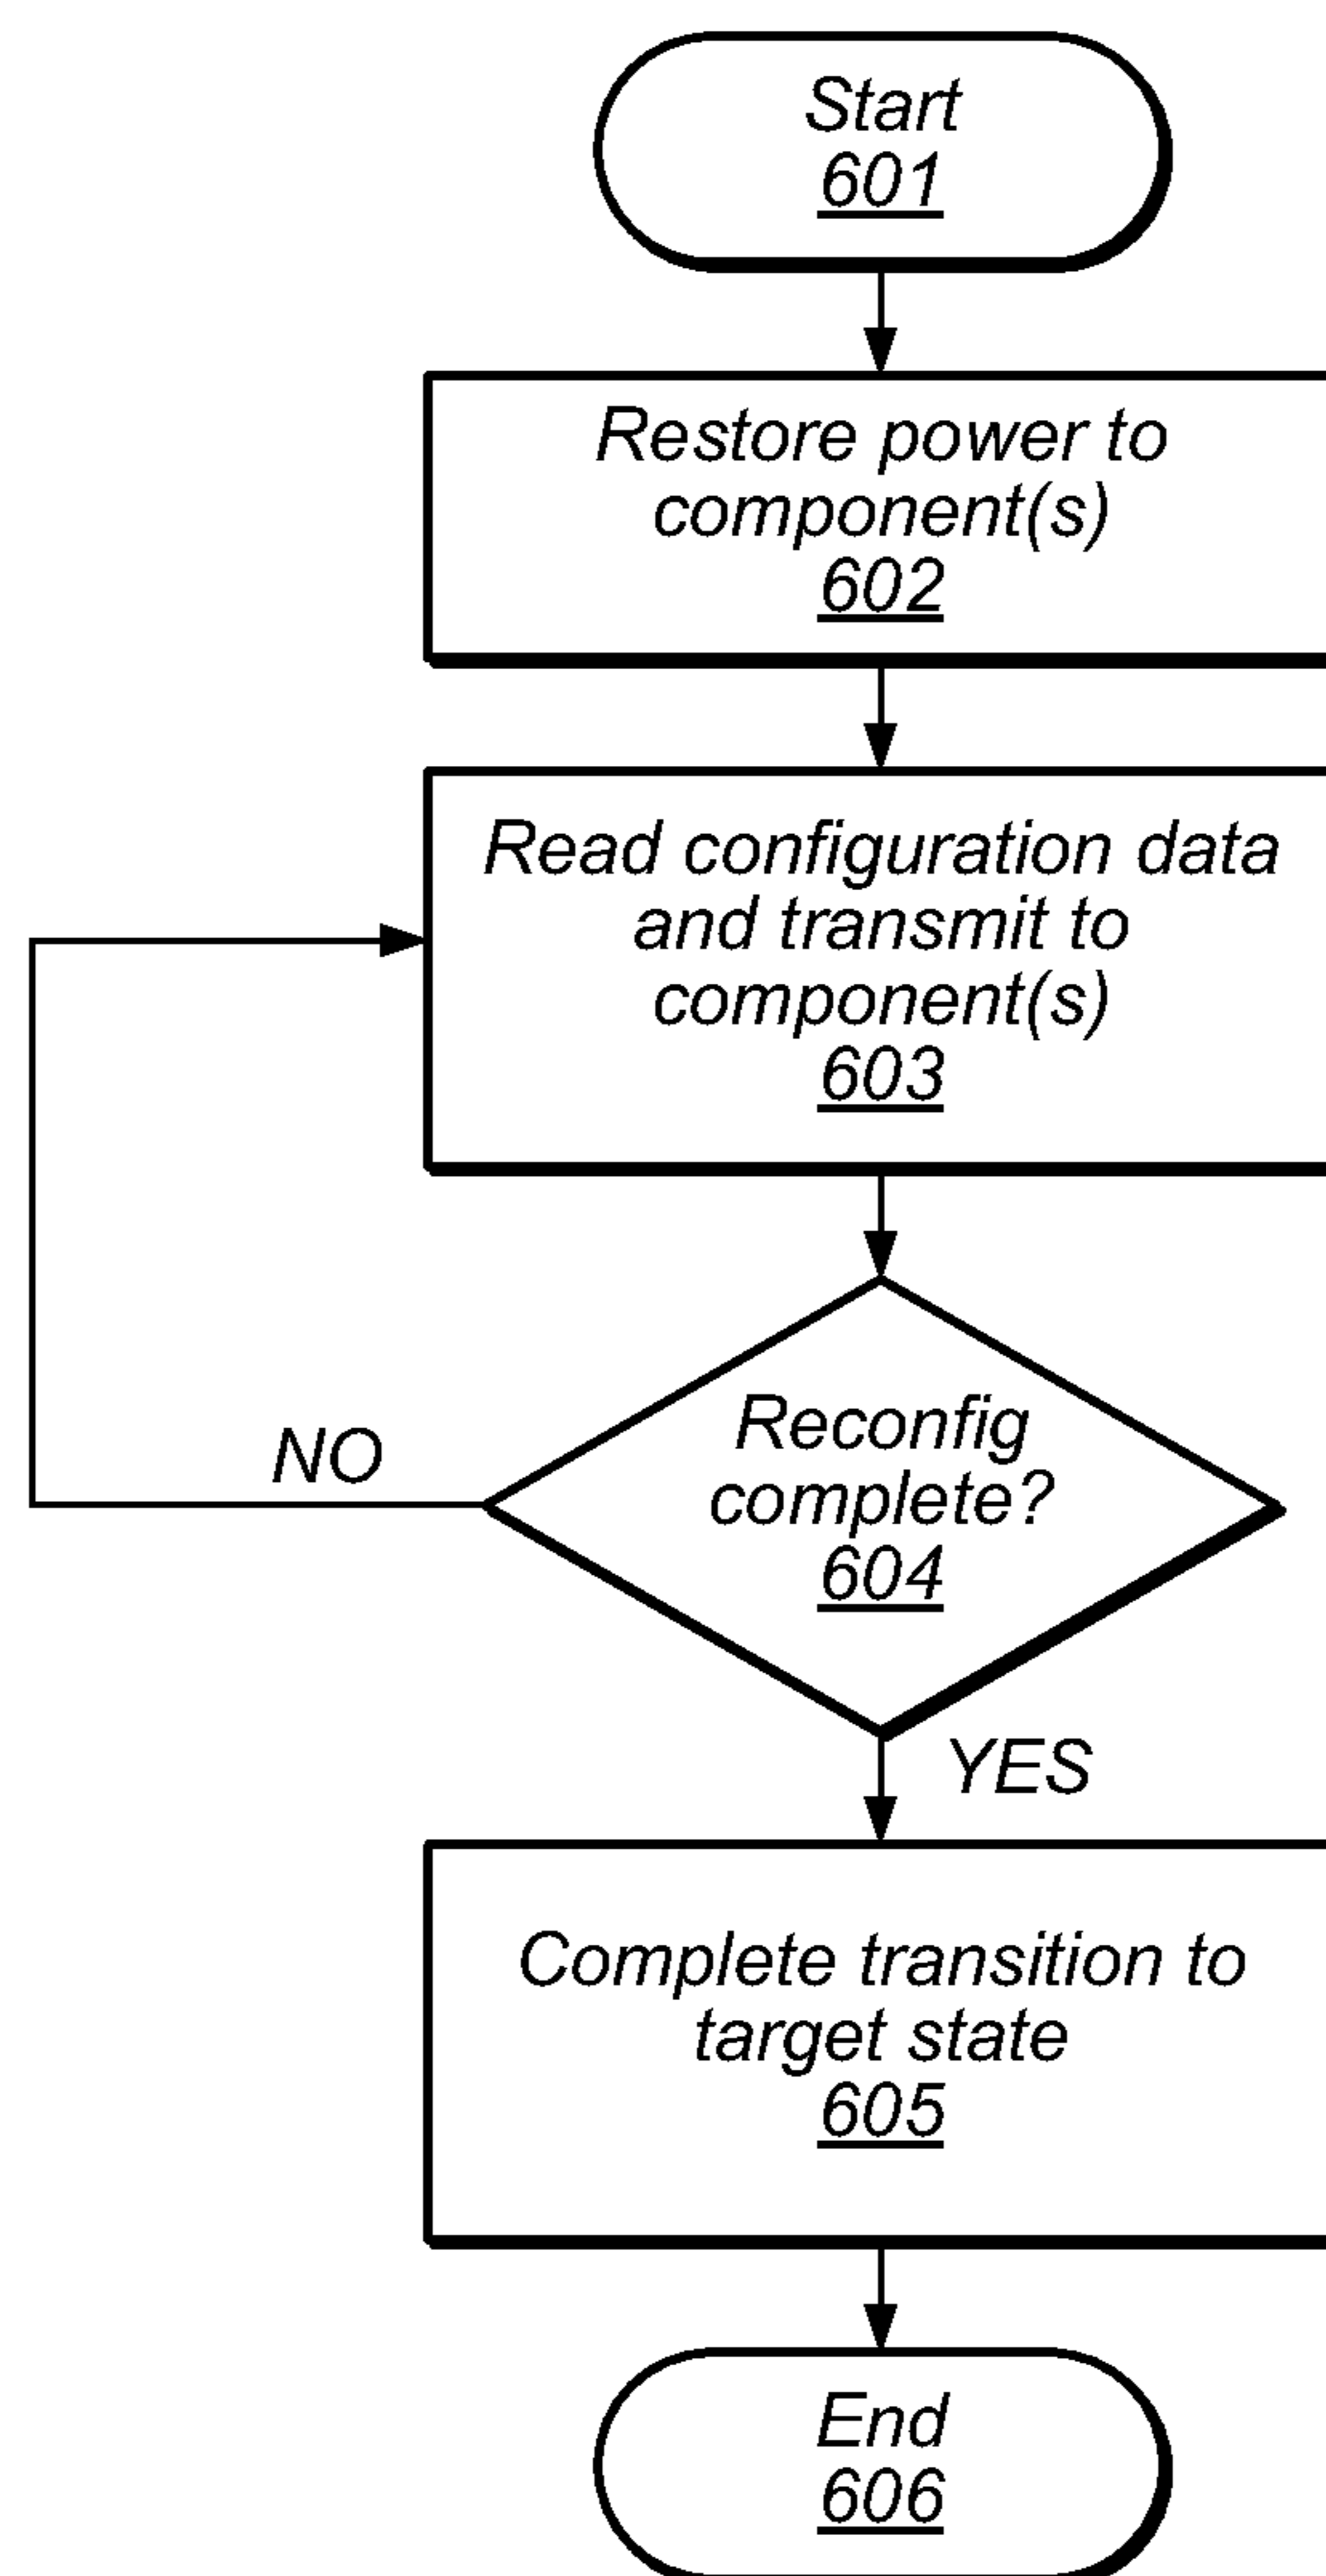 Start
601
Restore power to
component(s)
602
Read configuration data
and transmit to
component(s)
603
Reconfig
complete?
604
NO
YES
Complete transition to
target state
605
End
606